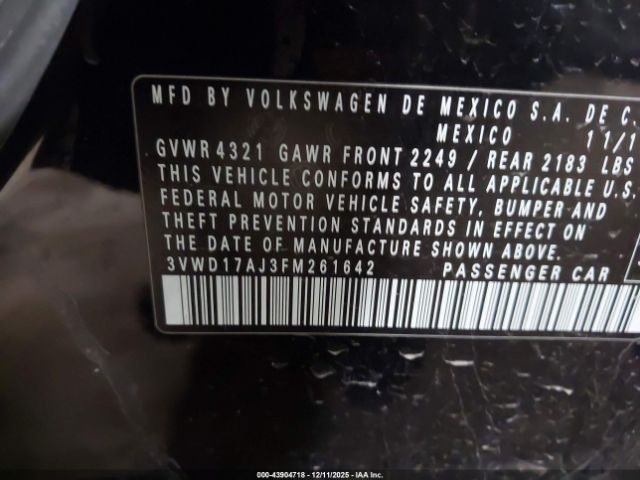 MFD BY VOLKSWAGEN DE MEXICO S.A. DE C.
MEXICO 11/1
GVWR 4321 GAWR FRONT 2249 / REAR 2183 LBS
THIS VEHICLE CONFORMS TO ALL APPLICABLE U.S.
FEDERAL MOTOR VEHICLE SAFETY, BUMPER AND
THEFT PREVENTION STANDARDS IN EFFECT ON
THE DATE OF MANUFACTURE SHOWN ABOVE.
3VWD17AJ3FM261642 PASSENGER CAR
000-43904718 - 12/11/2025 - IAA Inc.